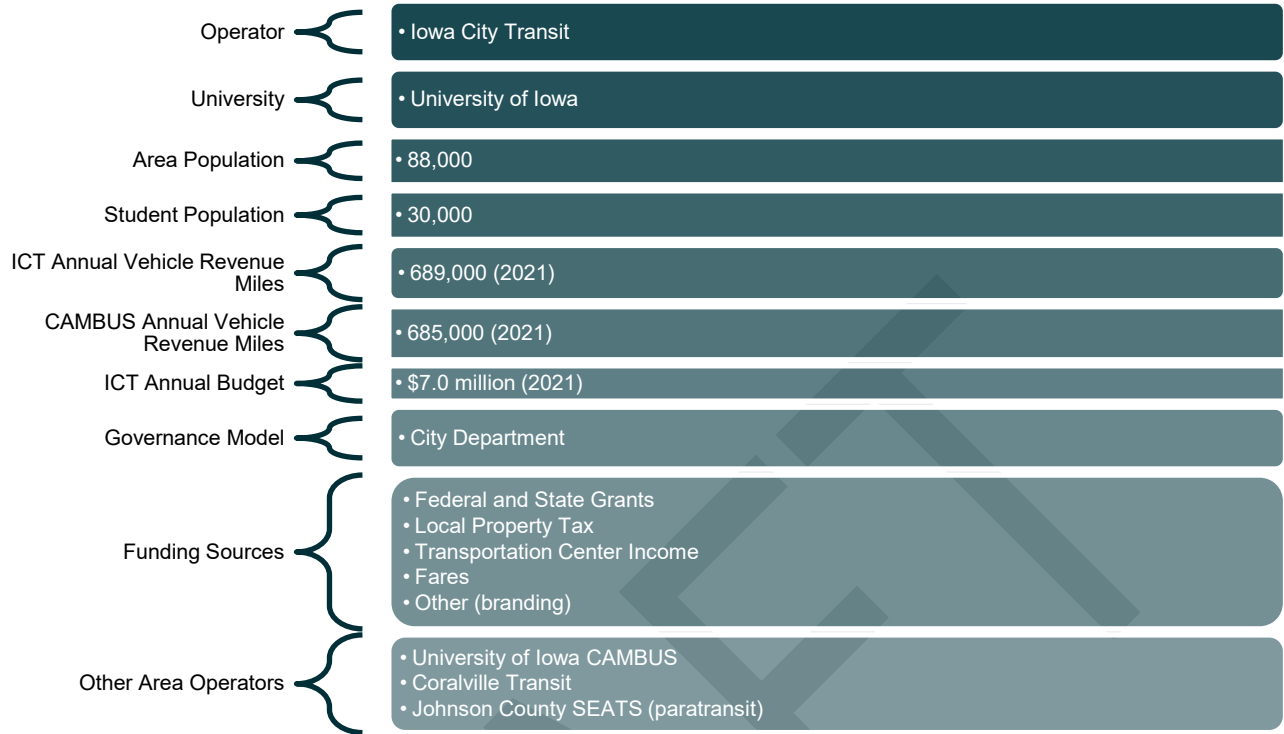 Operator
• Iowa City Transit
University
• University of Iowa
Area Population
• 88,000
Student Population
• 30,000
ICT Annual Vehicle Revenue
Miles
• 689,000 (2021)
CAMBUS Annual Vehicle
Revenue Miles
• 685,000 (2021)
ICT Annual Budget
• $7.0 million (2021)
Governance Model
• City Department
Funding Sources
• Federal and State Grants
• Local Property Tax
• Transportation Center Income
• Fares
• Other (branding)
Other Area Operators
• University of Iowa CAMBUS
• Coralville Transit
• Johnson County SEATS (paratransit)